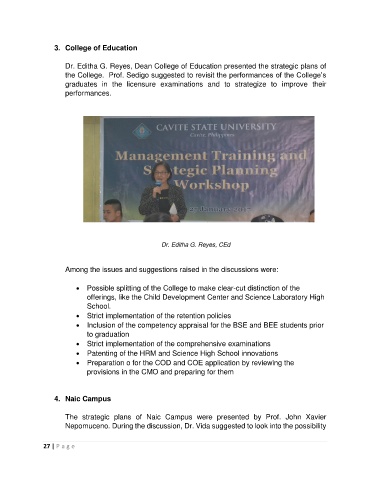 3. College of Education
Dr. Editha G. Reyes, Dean College of Education presented the strategic plans of
the College. Prof. Sedigo suggested to revisit the performances of the College's
graduates in the licensure examinations and to strategize to improve their
performances.
CAVITE STATE UNIVERSITY
Cavite, Philippines
Management Training and
Strategic Planning
Workshop
Dr. Editha G. Reyes, CEd
Among the issues and suggestions raised in the discussions were:
• Possible splitting of the College to make clear-cut distinction of the
offerings, like the Child Development Center and Science Laboratory High
School.
• Strict implementation of the retention policies
• Inclusion of the competency appraisal for the BSE and BEE students prior
to graduation
• Strict implementation of the comprehensive examinations
• Patenting of the HRM and Science High School innovations
• Preparation o for the COD and COE application by reviewing the
provisions in the CMO and preparing for them
4. Naic Campus
The strategic plans of Naic Campus were presented by Prof. John Xavier
Nepomuceno. During the discussion, Dr. Vida suggested to look into the possibility
27 | P a g e